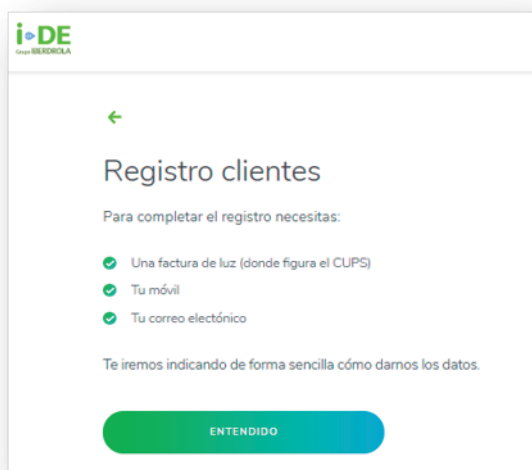 i-DE
Grupo IBERDROLA
Registro clientes
Para completar el registro necesitas:
Una factura de luz (donde figura el CUPS)
Tu móvil
Tu correo electónico
Te iremos indicando de forma sencilla cómo darnos los datos.
ENTENDIDO